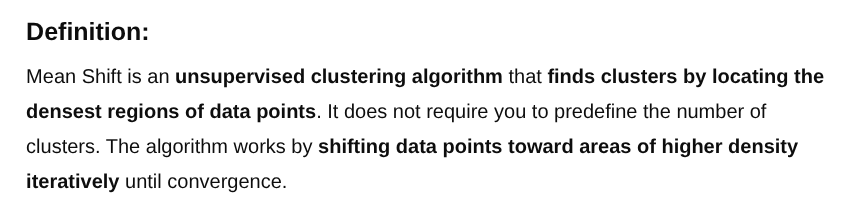 Definition:
Mean Shift is an unsupervised clustering algorithm that finds clusters by locating the
densest regions of data points. It does not require you to predefine the number of
clusters. The algorithm works by shifting data points toward areas of higher density
iteratively until convergence.